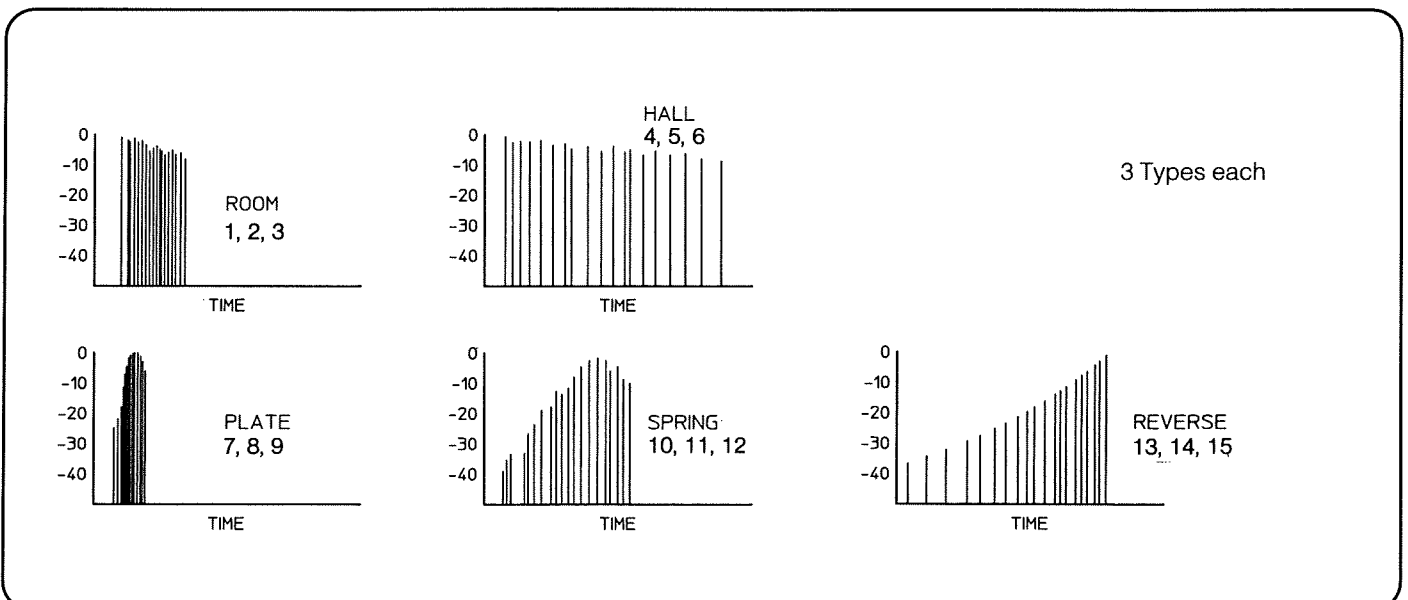 0
-10
-20
-30
-40
ROOM
1, 2, 3
TIME
HALL
4, 5, 6
0
-10
-20
-30
-40
TIME
3 Types each
0
-10
-20
-30
-40
PLATE
7, 8, 9
TIME
0
-10
-20
-30
-40
SPRING
10, 11, 12
TIME
0
-10
-20
-30
-40
REVERSE
13, 14, 15
TIME